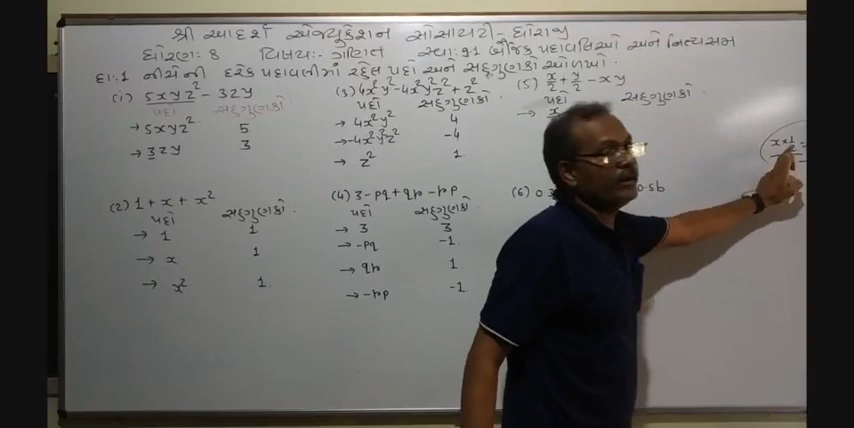 શ્રી આદર્શ એજ્યુકેશન સોસાયટી - ધોરાજી
ધોરણ: 8 વિષય:- ગણિત સ્વા: 9.1 બૈજિક પદાવલિઓ અને નિત્યસમ
દા:1 નીચેની દરેક પદાવલીમાં રહેલ પદો અને સહગુણકો ઓળખો.
(1) 5xyz² - 3zy
પદો સહગુણકો
→ 5xyz² 5
→ 3zy 3
(2) 1 + x + x²
પદો સહગુણકો
→ 1 1
→ x 1
→ x² 1
(3) 4x²y² - 4x²y²z² + z²
પદો સહગુણકો
→ 4x²y² 4
→ -4x²y²z² -4
→ z² 1
(4) 3 - pq + qr - rp
પદો સહગુણકો
→ 3 3
→ -pq -1
→ qr 1
→ -rp -1
(5) x/2 + y/2 - xy
પદો સહગુણકો
→ x
(6) 0.3 0.5b
x × 1/2 =